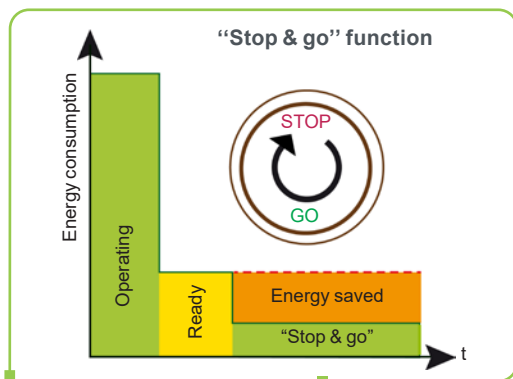 “Stop & go” function
Energy consumption
STOP
GO
Operating
Ready
Energy saved
“Stop & go”
t